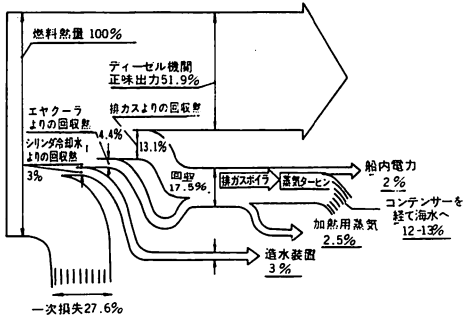 燃料熱量 100%
ディーゼル機関
正味出力51.9%
エヤクーラ
よりの回収熱
排ガスよりの回収熱
4.4%
シリンダ冷却水
よりの回収熱
3%
13.1%
回収
17.5%
排ガスボイラ
蒸気タービン
船内電力
2%
コンデンサーを
経て海水へ
12-13%
加熱用蒸気
2.5%
造水装置
3%
一次損失27.6%